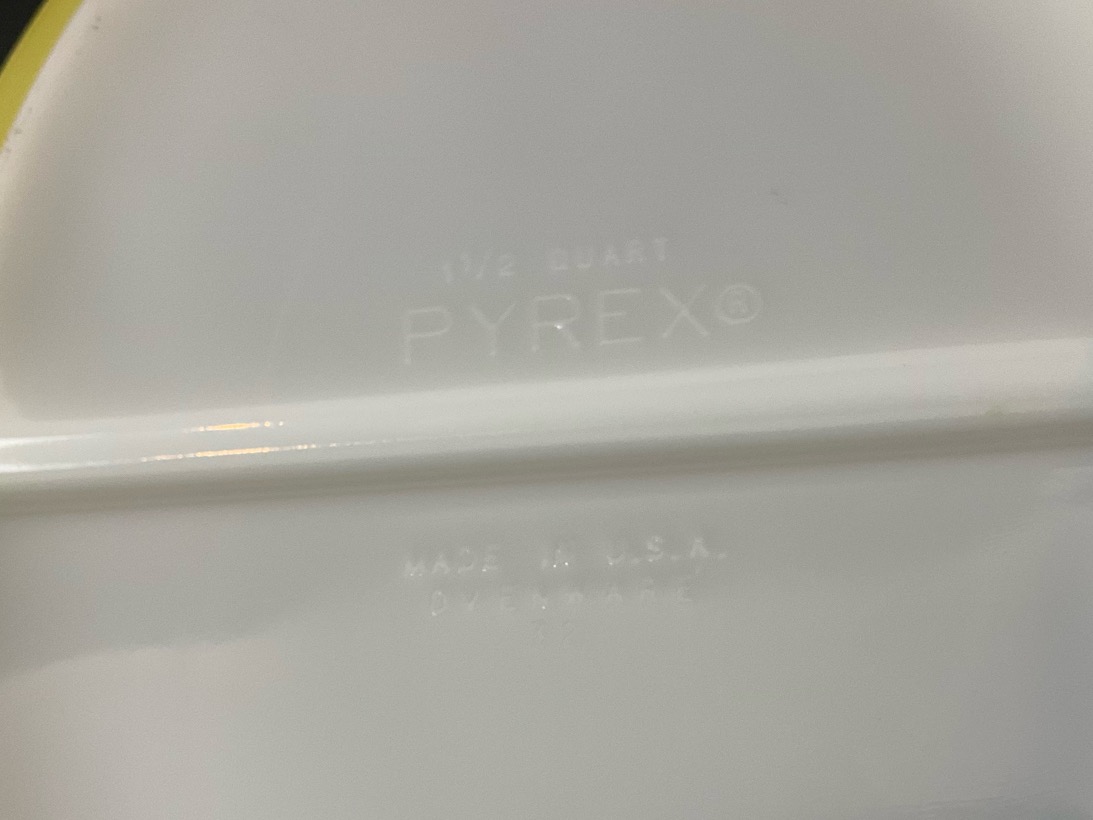 1 1/2 QUART
PYREX®
MADE IN U.S.A.
OVENWARE